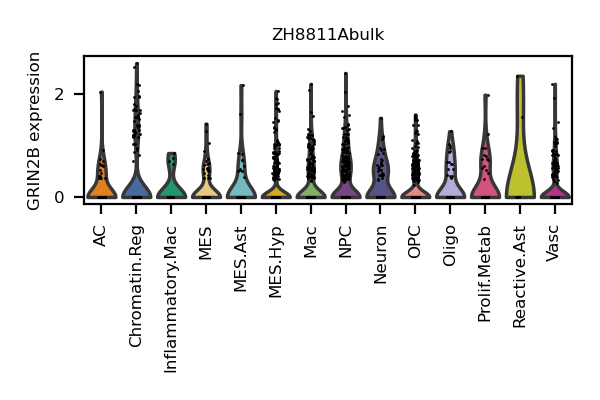 ZH8811Abulk
GRIN2B expression
2
0
AC
Chromatin.Reg
Inflammatory.Mac
MES
MES.Ast
MES.Hyp
Mac
NPC
Neuron
OPC
Oligo
Prolif.Metab
Reactive.Ast
Vasc